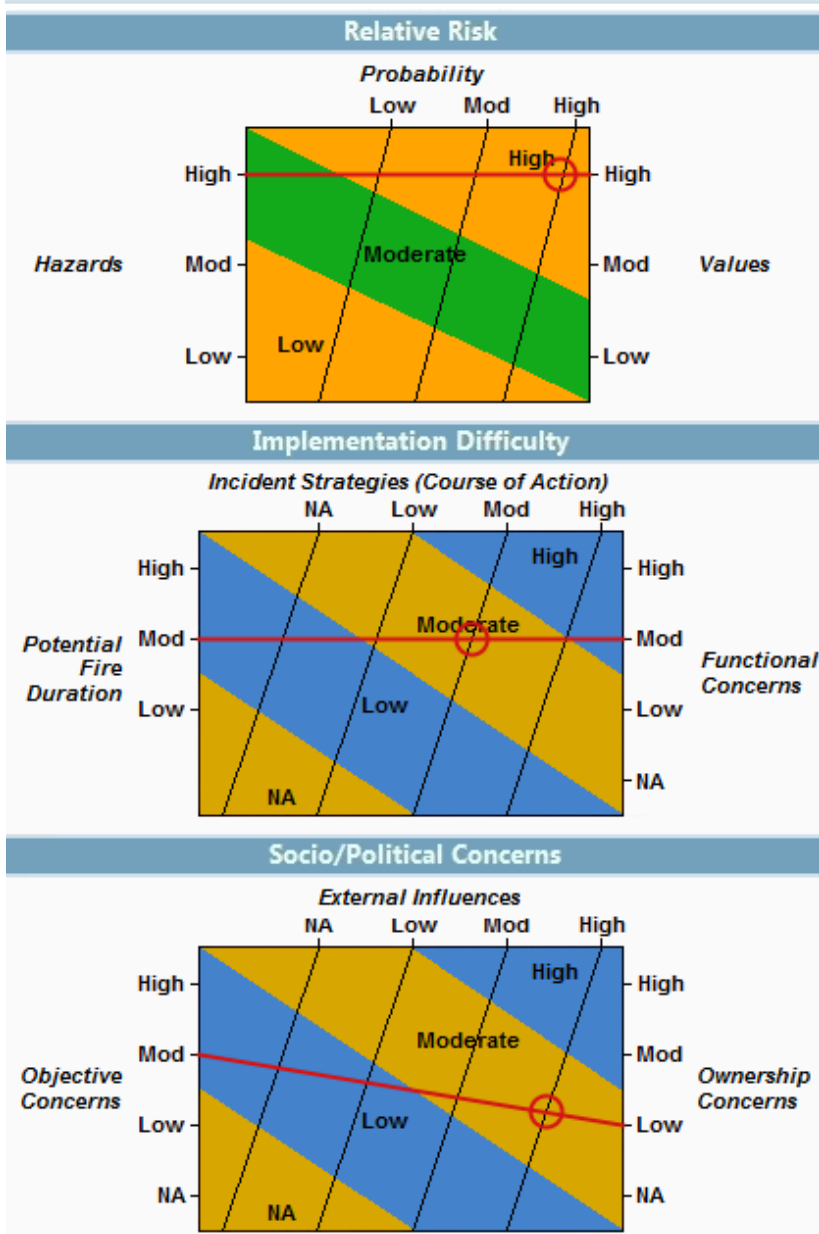 Relative Risk
Probability
Low Mod High
High High High
Hazards Mod Moderate Mod Values
Low Low Low
Implementation Difficulty
Incident Strategies (Course of Action)
NA Low Mod High
High High High
Potential Fire Duration Mod Moderate Mod Functional Concerns
Low Low Low
NA NA
Socio/Political Concerns
External Influences
NA Low Mod High
High High High
Moderate
Objective Concerns Mod Mod Ownership Concerns
Low Low Low
NA NA NA